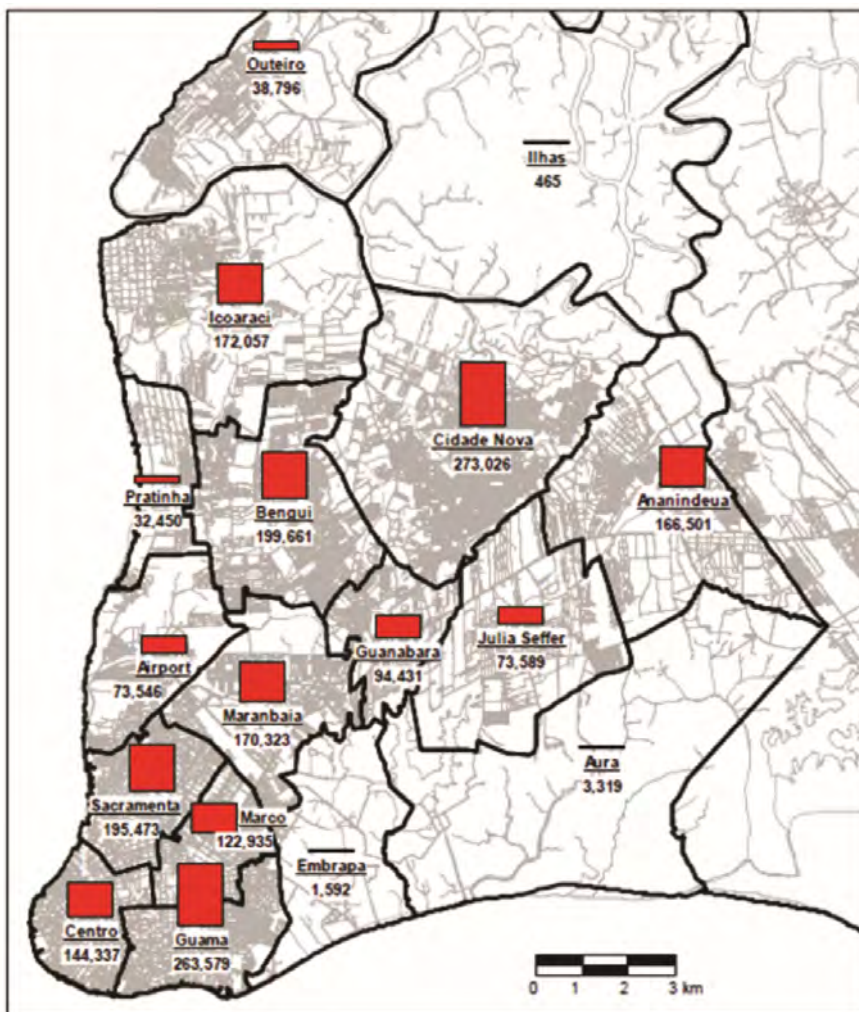 Outeiro
38,796
Ilhas
465
Icoaraci
172,057
Cidade Nova
273,026
Pratinha
32,450
Bengui
199,661
Ananindeua
166,501
Airport
73,546
Guanabara
94,431
Julia Seffer
73,589
Maranbaia
170,323
Sacramenta
195,473
Marco
122,935
Aura
3,319
Embrapa
1,592
Centro
144,337
Guama
263,579
0 1 2 3 km